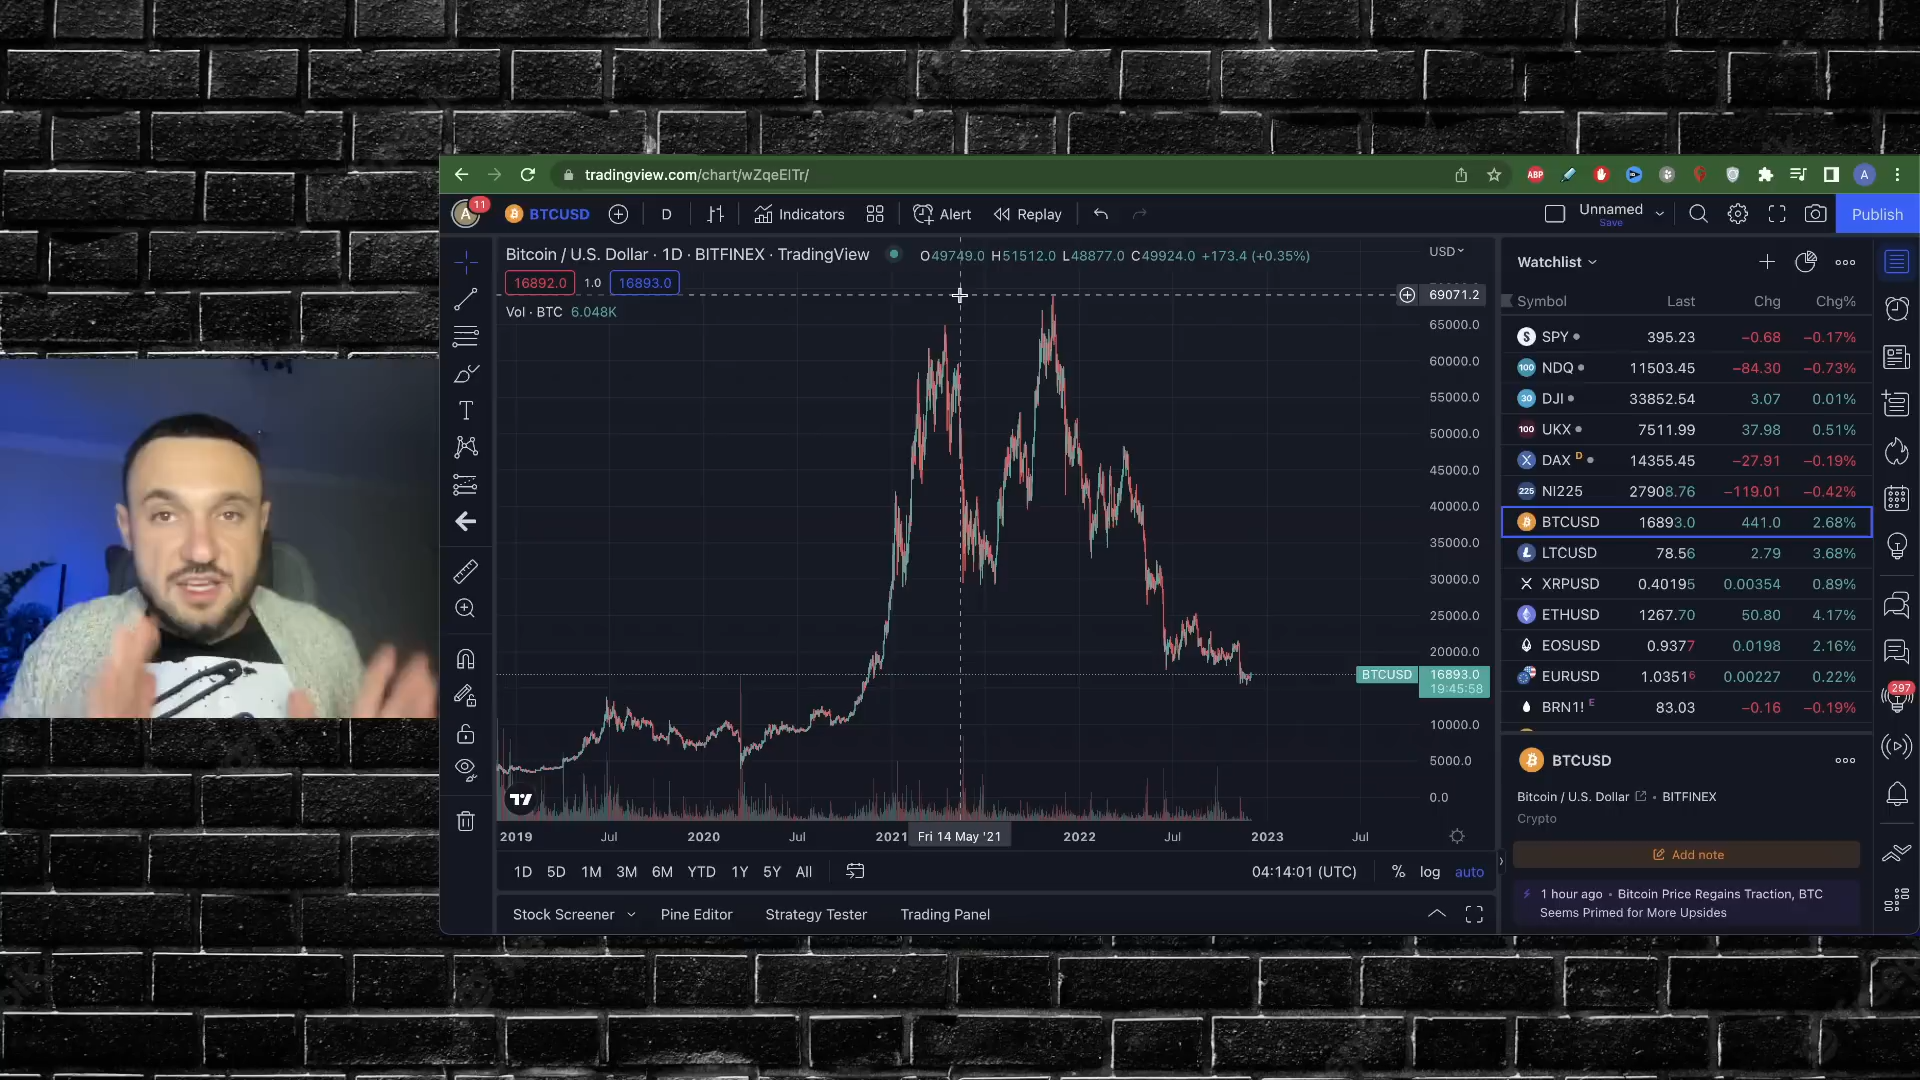 tradingview.com/chart/wZqeElTr/
ABP
A
A 11 BTCUSD D Indicators Alert Replay Unnamed Save Publish
Bitcoin / U.S. Dollar · 1D · BITFINEX · TradingView O49749.0 H51512.0 L48877.0 C49924.0 +173.4 (+0.35%) USD
16892.0 1.0 16893.0
Vol · BTC 6.048K
69071.2
65000.0
60000.0
55000.0
50000.0
45000.0
40000.0
35000.0
30000.0
25000.0
20000.0
BTCUSD 16893.0
19:45:58
10000.0
5000.0
0.0
2019 Jul 2020 Jul 2021 Fri 14 May '21 2022 Jul 2023 Jul
1D 5D 1M 3M 6M YTD 1Y 5Y All 04:14:01 (UTC) % log auto
Stock Screener Pine Editor Strategy Tester Trading Panel
Watchlist
Symbol Last Chg Chg%
S SPY 395.23 −0.68 −0.17%
100 NDQ 11503.45 −84.30 −0.73%
30 DJI 33852.54 3.07 0.01%
100 UKX 7511.99 37.98 0.51%
X DAX D 14355.45 −27.91 −0.19%
225 NI225 27908.76 −119.01 −0.42%
BTCUSD 16893.0 441.0 2.68%
LTCUSD 78.56 2.79 3.68%
XRPUSD 0.40195 0.00354 0.89%
ETHUSD 1267.70 50.80 4.17%
EOSUSD 0.9377 0.0198 2.16%
EURUSD 1.03516 0.00227 0.22%
BRN1! E 83.03 −0.16 −0.19%
297
BTCUSD
Bitcoin / U.S. Dollar · BITFINEX
Crypto
Add note
1 hour ago · Bitcoin Price Regains Traction, BTC
Seems Primed for More Upsides